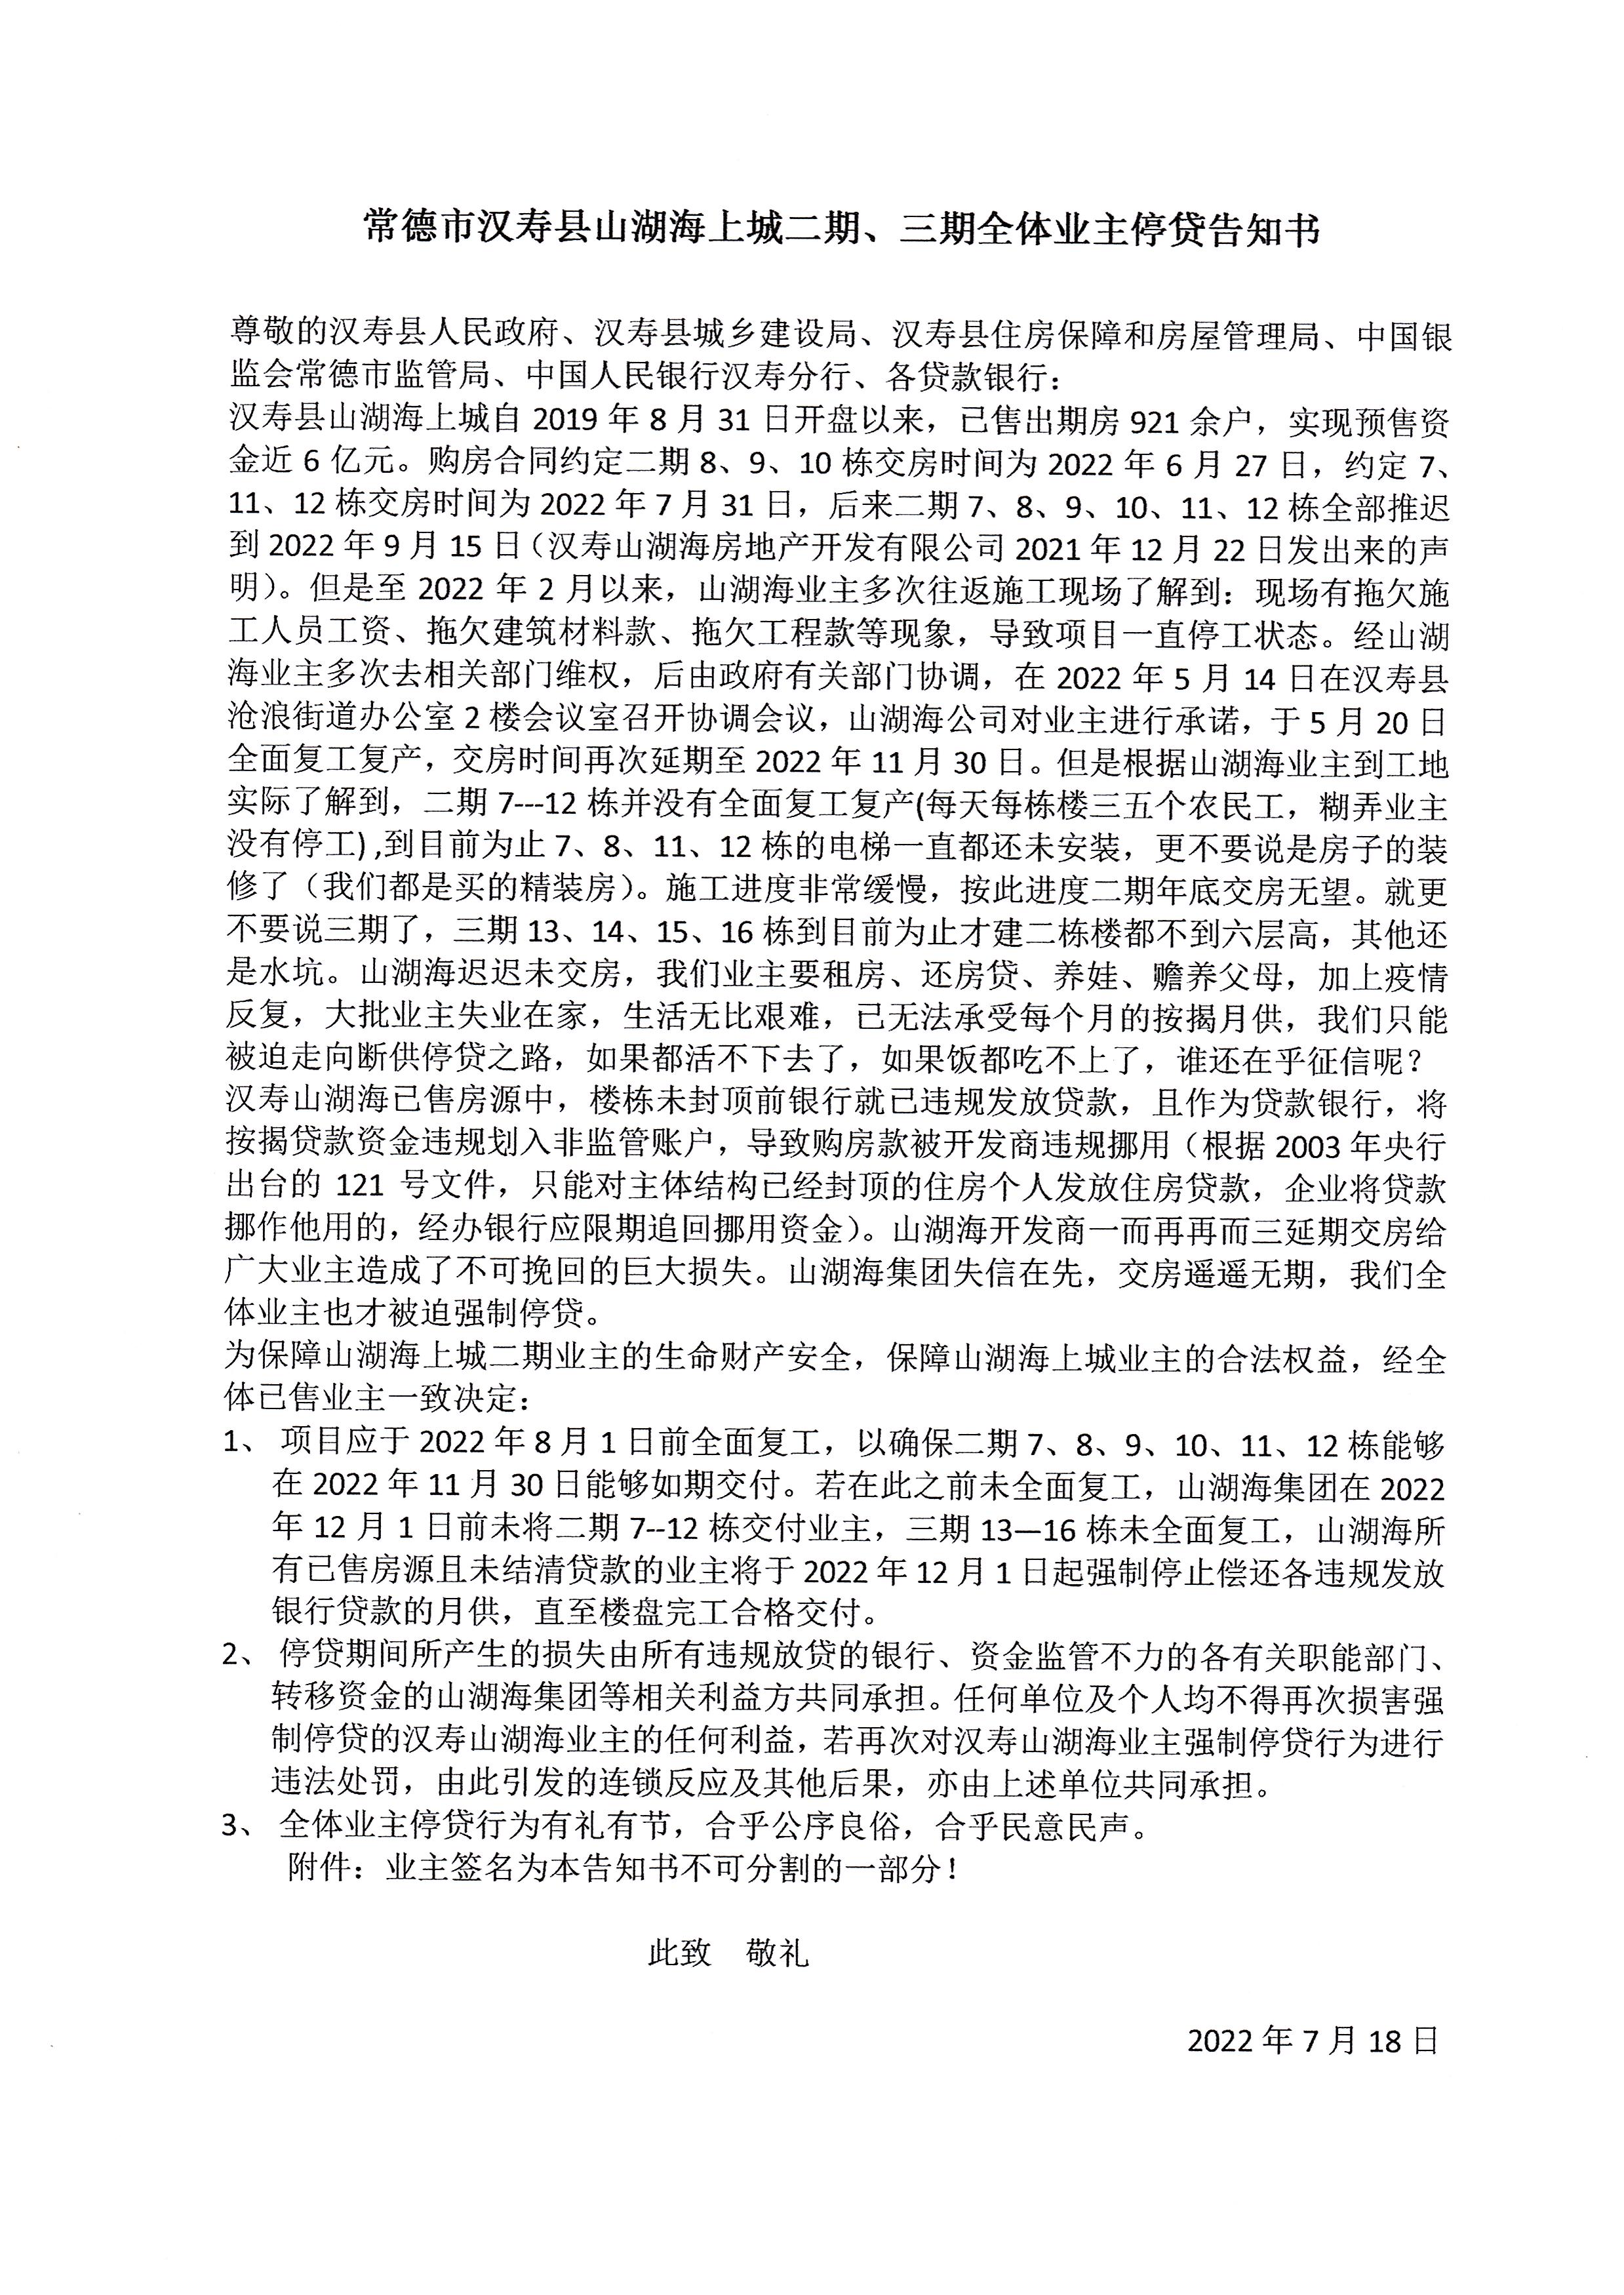 常德市汉寿县山湖海上城二期、三期全体业主停贷告知书
尊敬的汉寿县人民政府、汉寿县城乡建设局、汉寿县住房保障和房屋管理局、中国银
监会常德市监管局、中国人民银行汉寿分行、各贷款银行：
汉寿县山湖海上城自 2019 年 8 月 31 日开盘以来，已售出期房 921 余户，实现预售资
金近 6 亿元。购房合同约定二期 8、9、10 栋交房时间为 2022 年 6 月 27 日，约定 7、
11、12 栋交房时间为 2022 年 7 月 31 日，后来二期 7、8、9、10、11、12 栋全部推迟
到 2022 年 9 月 15 日（汉寿山湖海房地产开发有限公司 2021 年 12 月 22 日发出来的声
明）。但是至 2022 年 2 月以来，山湖海业主多次往返施工现场了解到：现场有拖欠施
工人员工资、拖欠建筑材料款、拖欠工程款等现象，导致项目一直停工状态。经山湖
海业主多次去相关部门维权，后由政府有关部门协调，在 2022 年 5 月 14 日在汉寿县
沧浪街道办公室 2 楼会议室召开协调会议，山湖海公司对业主进行承诺，于 5 月 20 日
全面复工复产，交房时间再次延期至 2022 年 11 月 30 日。但是根据山湖海业主到工地
实际了解到，二期 7---12 栋并没有全面复工复产(每天每栋楼三五个农民工，糊弄业主
没有停工) ,到目前为止 7、8、11、12 栋的电梯一直都还未安装，更不要说是房子的装
修了（我们都是买的精装房）。施工进度非常缓慢，按此进度二期年底交房无望。就更
不要说三期了，三期 13、14、15、16 栋到目前为止才建二栋楼都不到六层高，其他还
是水坑。山湖海迟迟未交房，我们业主要租房、还房贷、养娃、赡养父母，加上疫情
反复，大批业主失业在家，生活无比艰难，已无法承受每个月的按揭月供，我们只能
被迫走向断供停贷之路，如果都活不下去了，如果饭都吃不上了，谁还在乎征信呢？
汉寿山湖海已售房源中，楼栋未封顶前银行就已违规发放贷款，且作为贷款银行，将
按揭贷款资金违规划入非监管账户，导致购房款被开发商违规挪用（根据 2003 年央行
出台的 121 号文件，只能对主体结构已经封顶的住房个人发放住房贷款，企业将贷款
挪作他用的，经办银行应限期追回挪用资金）。山湖海开发商一而再再而三延期交房给
广大业主造成了不可挽回的巨大损失。山湖海集团失信在先，交房遥遥无期，我们全
体业主也才被迫强制停贷。
为保障山湖海上城二期业主的生命财产安全，保障山湖海上城业主的合法权益，经全
体已售业主一致决定：
1、 项目应于 2022 年 8 月 1 日前全面复工，以确保二期 7、8、9、10、11、12 栋能够
在 2022 年 11 月 30 日能够如期交付。若在此之前未全面复工，山湖海集团在 2022
年 12 月 1 日前未将二期 7--12 栋交付业主，三期 13—16 栋未全面复工，山湖海所
有已售房源且未结清贷款的业主将于 2022 年 12 月 1 日起强制停止偿还各违规发放
银行贷款的月供，直至楼盘完工合格交付。
2、 停贷期间所产生的损失由所有违规放贷的银行、资金监管不力的各有关职能部门、
转移资金的山湖海集团等相关利益方共同承担。任何单位及个人均不得再次损害强
制停贷的汉寿山湖海业主的任何利益，若再次对汉寿山湖海业主强制停贷行为进行
违法处罚，由此引发的连锁反应及其他后果，亦由上述单位共同承担。
3、 全体业主停贷行为有礼有节，合乎公序良俗，合乎民意民声。
附件：业主签名为本告知书不可分割的一部分！
此致 敬礼
2022 年 7 月 18 日